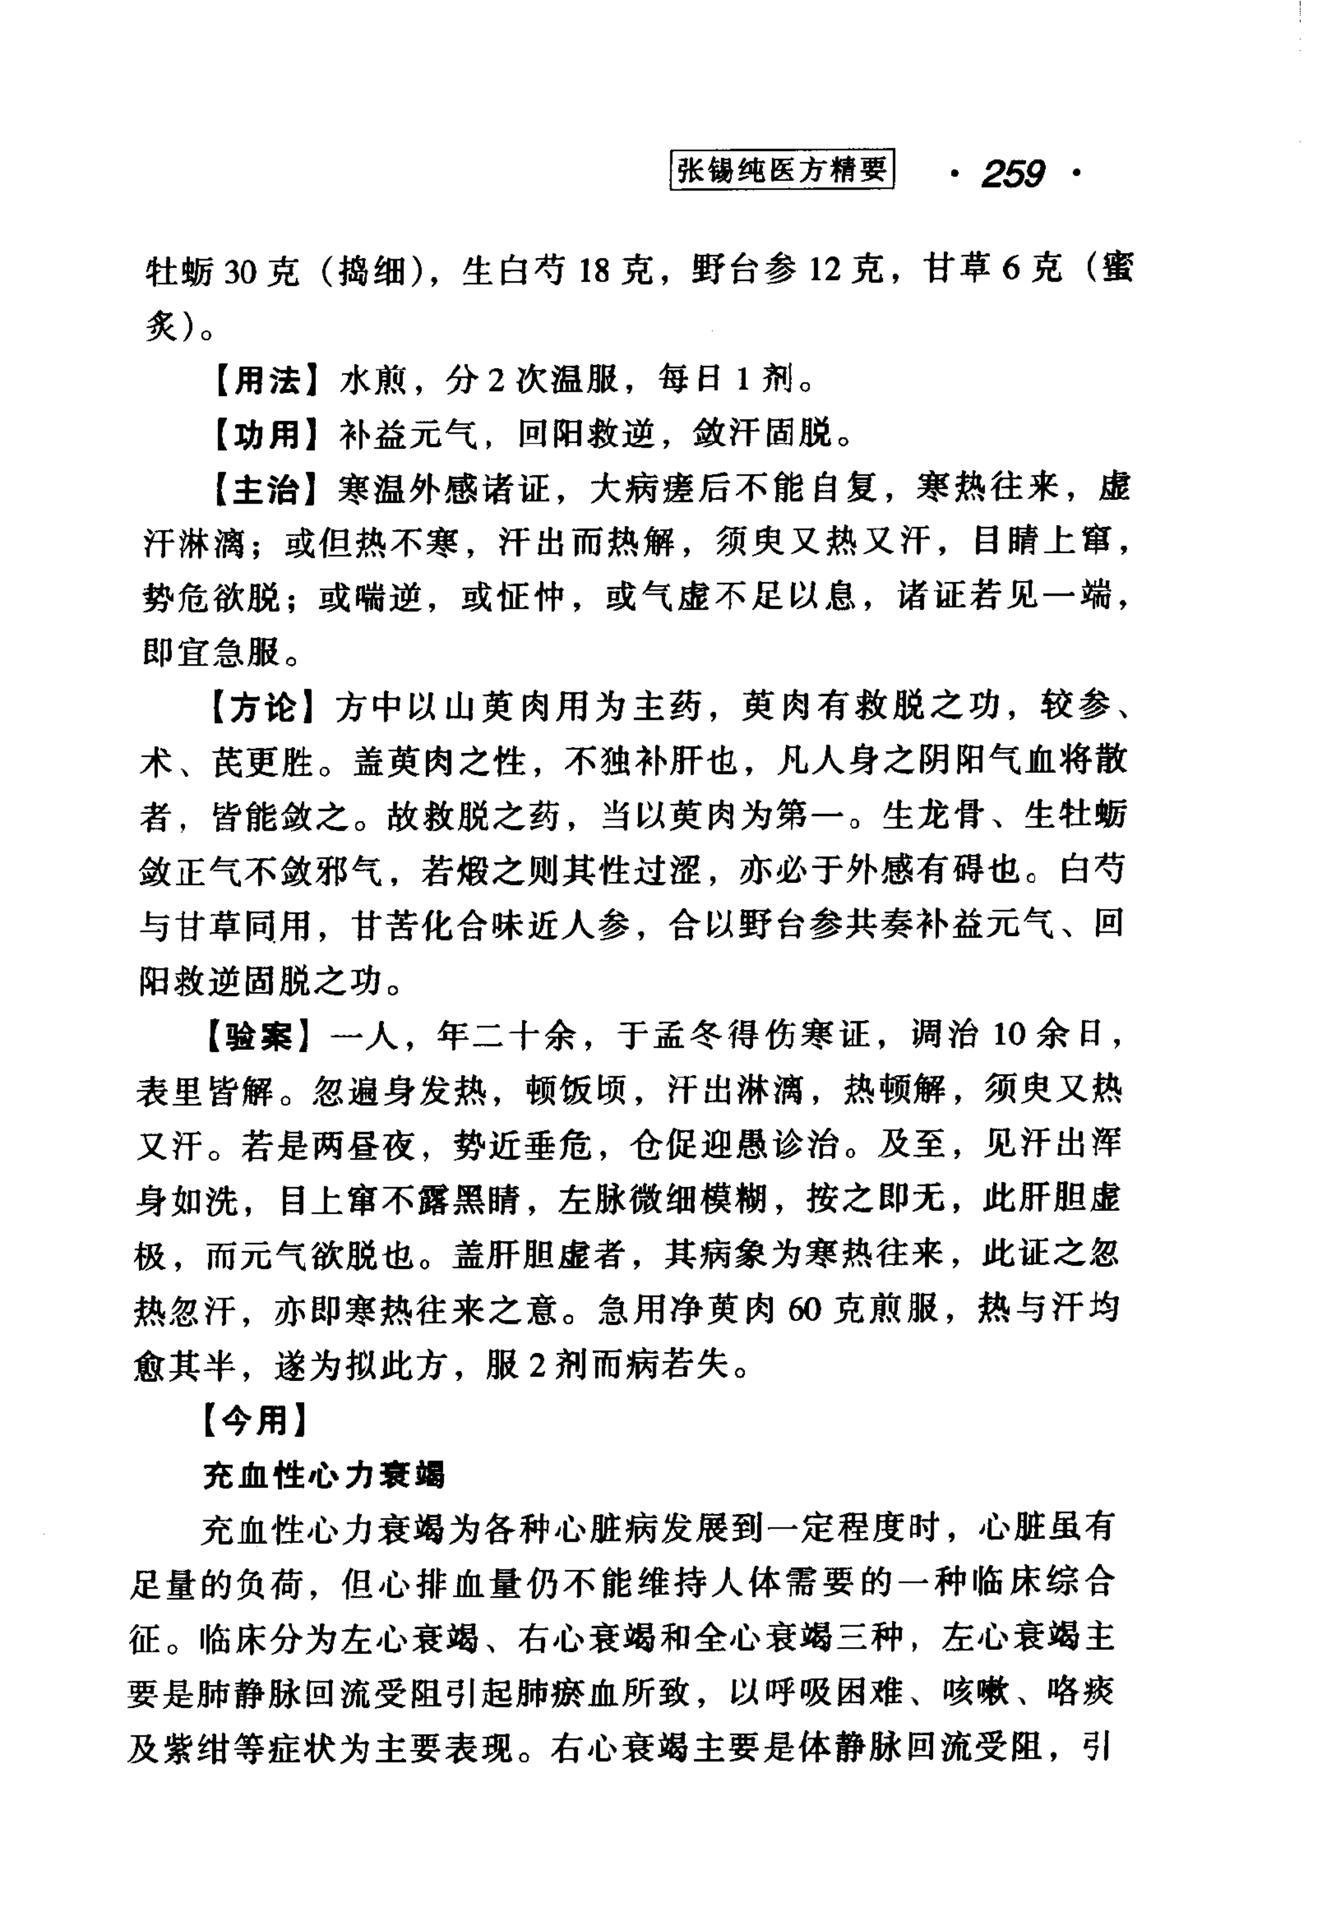 张锡纯医方精要 · 259 ·
牡蛎 30 克（捣细），生白芍 18 克，野台参 12 克，甘草 6 克（蜜
炙）。
【用法】水煎，分 2 次温服，每日 1 剂。
【功用】补益元气，回阳救逆，敛汗固脱。
【主治】寒温外感诸证，大病瘥后不能自复，寒热往来，虚
汗淋漓；或但热不寒，汗出而热解，须臾又热又汗，目睛上窜，
势危欲脱；或喘逆，或怔忡，或气虚不足以息，诸证若见一端，
即宜急服。
【方论】方中以山萸肉用为主药，萸肉有救脱之功，较参、
术、芪更胜。盖萸肉之性，不独补肝也，凡人身之阴阳气血将散
者，皆能敛之。故救脱之药，当以萸肉为第一。生龙骨、生牡蛎
敛正气不敛邪气，若煅之则其性过涩，亦必于外感有碍也。白芍
与甘草同用，甘苦化合味近人参，合以野台参共奏补益元气、回
阳救逆固脱之功。
【验案】一人，年二十余，于孟冬得伤寒证，调治 10 余日，
表里皆解。忽遍身发热，顿饭顷，汗出淋漓，热顿解，须臾又热
又汗。若是两昼夜，势近垂危，仓促迎愚诊治。及至，见汗出浑
身如洗，目上窜不露黑睛，左脉微细模糊，按之即无，此肝胆虚
极，而元气欲脱也。盖肝胆虚者，其病象为寒热往来，此证之忽
热忽汗，亦即寒热往来之意。急用净萸肉 60 克煎服，热与汗均
愈其半，遂为拟此方，服 2 剂而病若失。
【今用】
充血性心力衰竭
充血性心力衰竭为各种心脏病发展到一定程度时，心脏虽有
足量的负荷，但心排血量仍不能维持人体需要的一种临床综合
征。临床分为左心衰竭、右心衰竭和全心衰竭三种，左心衰竭主
要是肺静脉回流受阻引起肺瘀血所致，以呼吸困难、咳嗽、咯痰
及紫绀等症状为主要表现。右心衰竭主要是体静脉回流受阻，引